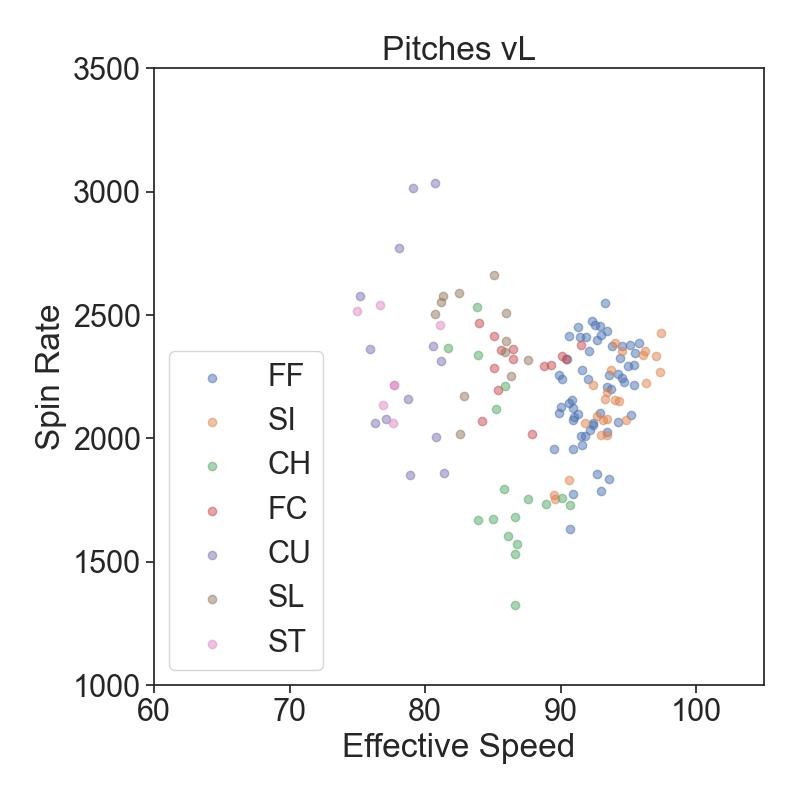 Pitches vL
3500
3000
2500
2000
1500
1000
Spin Rate
FF
SI
CH
FC
CU
SL
ST
60 70 80 90 100
Effective Speed